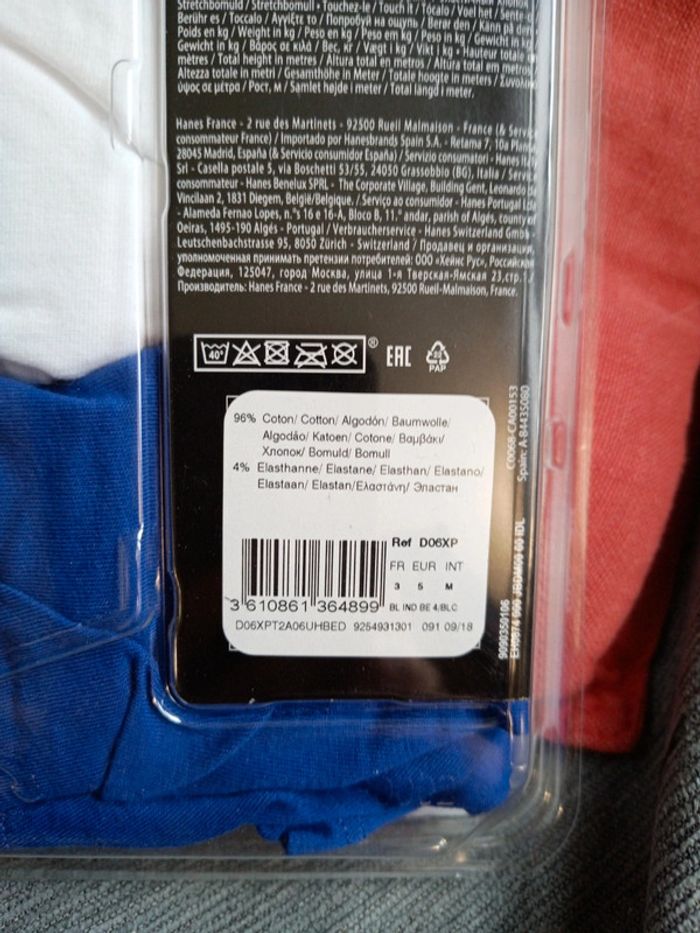 Stretchbomuld / Stretchbomull • Touchez-le / Touch it / Tocalo / Voel het / Sentir
Berühr es / Toccalo / Αγγίξτε το / Попробуй на ощупь / Berør den / Känn på den
Poids en kg / Weight in kg / Peso en kg / Peso em kg / Peso in kg / Gewicht in kg
Gewicht in kg / Βάρος σε κιλά / Вес, кг / Vægt i kg / Vikt i kg • Hauteur totale
mètres / Total height in metres / Altura total en metros / Altura total em metros
Altezza totale in metri / Gesamthöhe in Meter / Totale hoogte in meters / Συνολικό
ύψος σε μέτρα / Рост, м / Samlet højde i meter / Total längd i meter.
Hanes France - 2 rue des Martinets - 92500 Rueil Malmaison - France (& Service
consommateur France) / Importado por Hanesbrands Spain S.A. - Retama 7, 10a Planta
28045 Madrid, España (& Servicio consumidor España) / Servizio consumatori - Hanes
Srl - Casella postale 5, via Boschetti 53/55, 24050 Grassobbio (BG), Italia / Service
consommateur - Hanes Benelux SPRL - The Corporate Village, Building Gent, Leonardo
Vincilaan 2, 1831 Diegem, België/Belgique. / Serviço ao consumidor - Hanes Portugal
- Alameda Fernao Lopes, n.ºs 16 e 16-A, Bloco B, 11.º andar, parish of Algés, county
Oeiras, 1495-190 Algés - Portugal / Verbraucherservice - Hanes Switzerland Gmb
Leutschenbachstrasse 95, 8050 Zürich - Switzerland / Продавец и организация
уполномоченная принимать претензии потребителей: ООО «Хейнс Рус», Российская
Федерация, 125047, город Москва, улица 1-я Тверская-Ямская 23, стр.1
Производитель: Hanes France - 2 rue des Martinets, 92500 Rueil-Malmaison, France.
40° ® EAC
PAP
96% Coton/ Cotton/ Algodón/ Baumwolle/
Algodão/ Katoen/ Cotone/ Βαμβάκι/
Хлопок/ Bomuld/ Bomull
4% Elasthanne/ Elastane/ Elasthan/ Elastano/
Elastaan/ Elastan/Ελαστάνη/ Эластан
Ref D06XP
FR EUR INT
3 5 M
3 610861 364899 BL IND BE 4/BLC
D06XPT2A06UHBED 9254931301 091 09/18
C0068-CA00153
Spain: A-84435080
9090350106